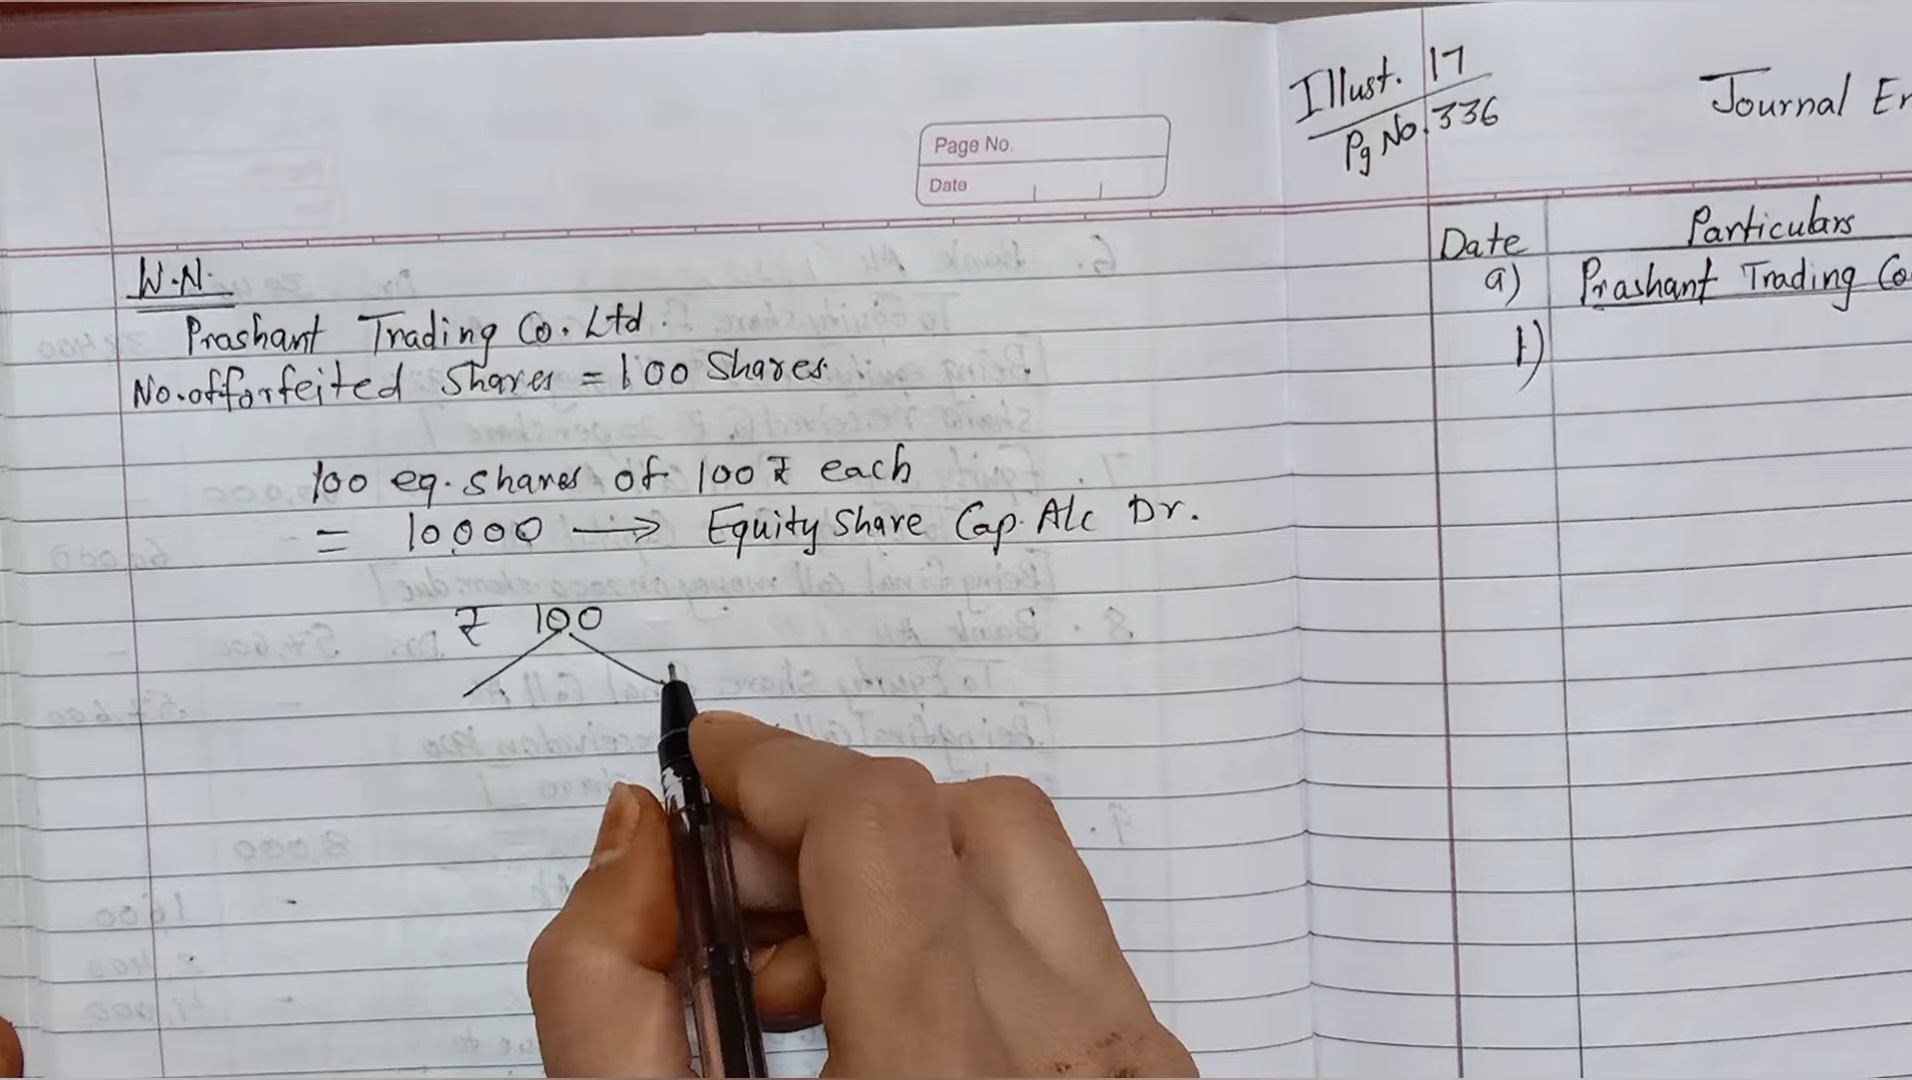 W.N:
Prashant Trading Co. Ltd.
No. of forfeited Shares = 100 Shares.
100 eq. shares of 100 ₹ each
= 10,000 → Equity Share Cap. A/c Dr.
₹ 100
Page No.
Date
Illust. 17
Pg No. 336
Journal En
Date Particulars
a) Prashant Trading Co
1)